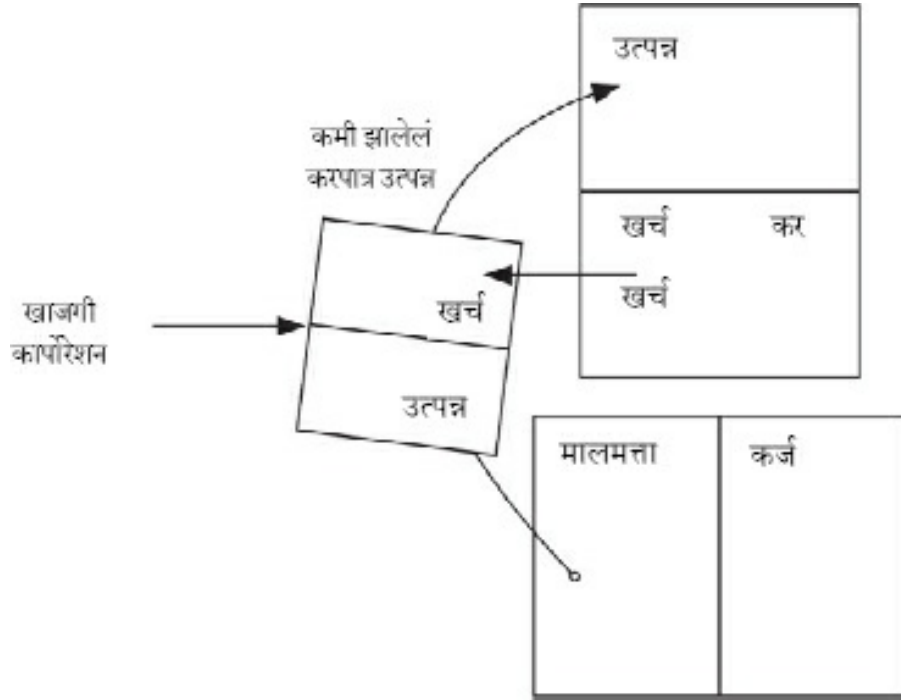 उत्पन्न
कमी झालेलं
करपात्र उत्पन्न
खर्च कर
खर्च
खर्च
खाजगी
कार्पोरेशन
उत्पन्न
मालमत्ता कर्ज